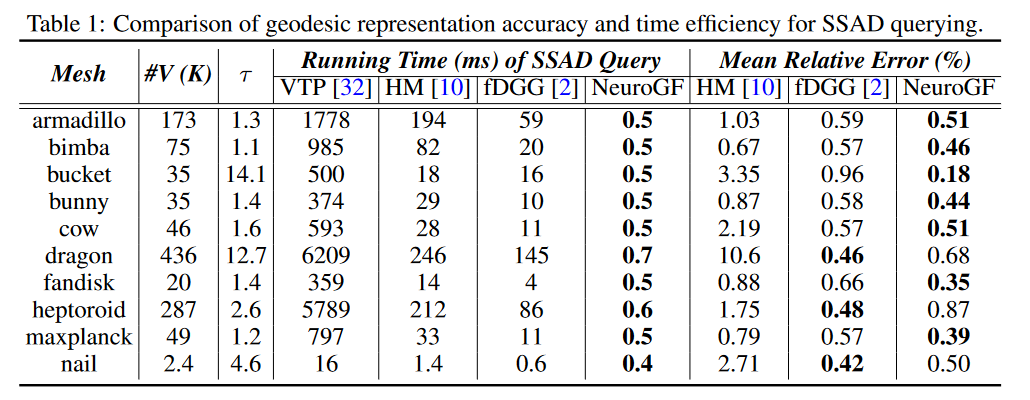 Table 1: Comparison of geodesic representation accuracy and time efficiency for SSAD querying.
Mesh #V (K) τ Running Time (ms) of SSAD Query Mean Relative Error (%)
VTP [32] HM [10] fDGG [2] NeuroGF HM [10] fDGG [2] NeuroGF
armadillo 173 1.3 1778 194 59 0.5 1.03 0.59 0.51
bimba 75 1.1 985 82 20 0.5 0.67 0.57 0.46
bucket 35 14.1 500 18 16 0.5 3.35 0.96 0.18
bunny 35 1.4 374 29 10 0.5 0.87 0.58 0.44
cow 46 1.6 593 28 11 0.5 2.19 0.57 0.51
dragon 436 12.7 6209 246 145 0.7 10.6 0.46 0.68
fandisk 20 1.4 359 14 4 0.5 0.88 0.66 0.35
heptoroid 287 2.6 5789 212 86 0.6 1.75 0.48 0.87
maxplanck 49 1.2 797 33 11 0.5 0.79 0.57 0.39
nail 2.4 4.6 16 1.4 0.6 0.4 2.71 0.42 0.50